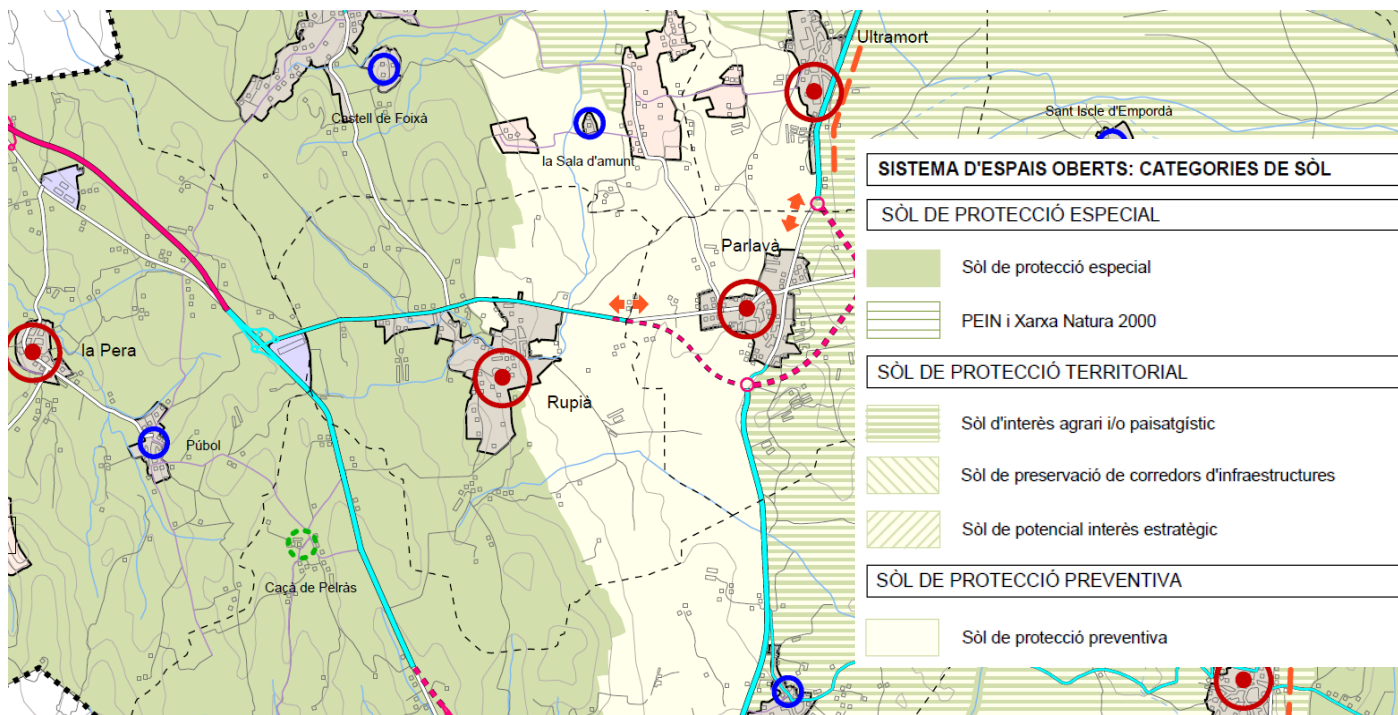 Ultramort
Castell de Foixà
Sant Iscle d'Empordà
la Sala d'amunt
Parlavà
la Pera
Rupià
Púbol
Caçà de Pelràs
SISTEMA D'ESPAIS OBERTS: CATEGORIES DE SÒL
SÒL DE PROTECCIÓ ESPECIAL
Sòl de protecció especial
PEIN i Xarxa Natura 2000
SÒL DE PROTECCIÓ TERRITORIAL
Sòl d'interès agrari i/o paisatgístic
Sòl de preservació de corredors d'infraestructures
Sòl de potencial interès estratègic
SÒL DE PROTECCIÓ PREVENTIVA
Sòl de protecció preventiva